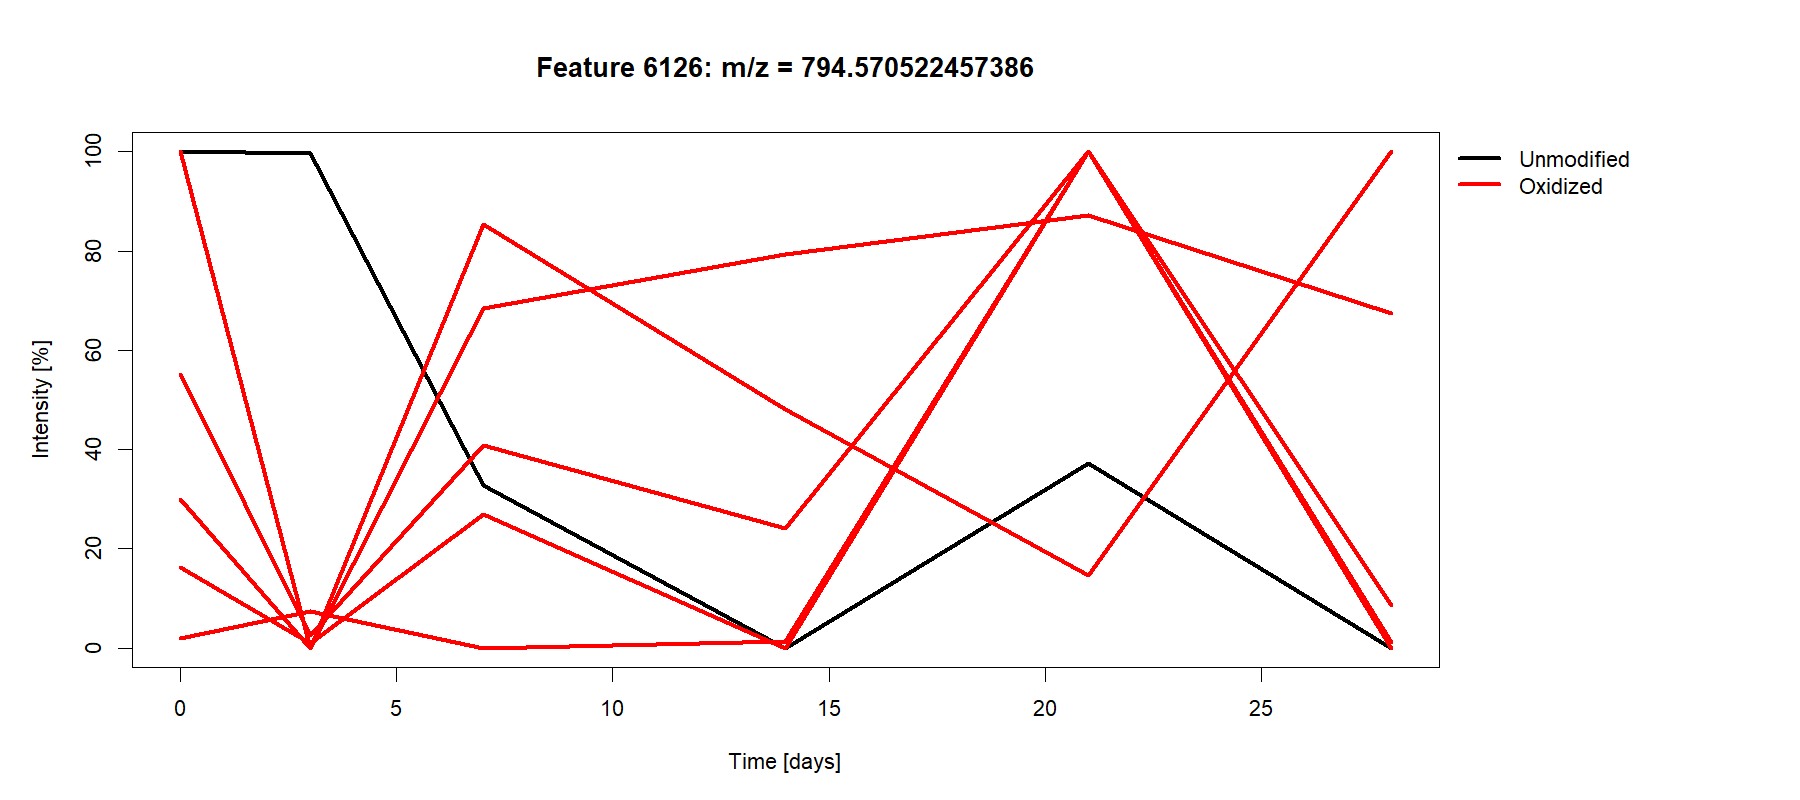 Feature 6126: m/z = 794.570522457386
Unmodified
Oxidized
Intensity [%]
100
80
60
40
20
0
0 5 10 15 20 25
Time [days]